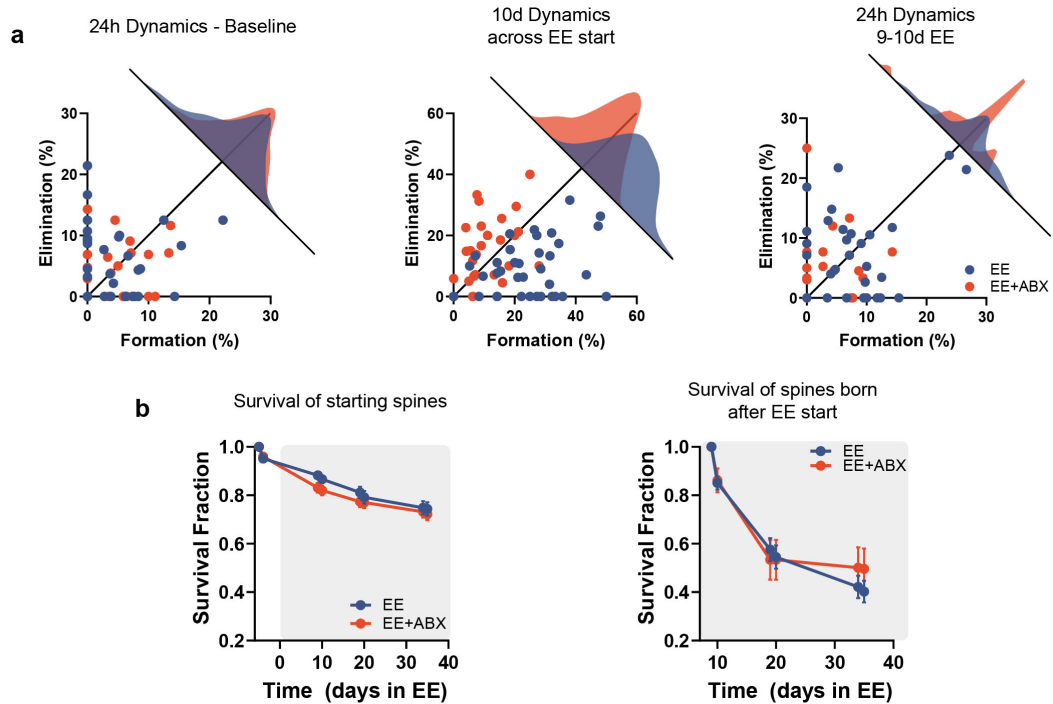 a
24h Dynamics - Baseline
10d Dynamics
across EE start
24h Dynamics
9-10d EE
30
20
10
0
Elimination (%)
0 10 20 30
Formation (%)
60
40
20
0
Elimination (%)
0 20 40 60
Formation (%)
30
20
10
0
Elimination (%)
EE
EE+ABX
0 10 20 30
Formation (%)
b
Survival of starting spines
1.0
0.8
0.6
0.4
0.2
Survival Fraction
EE
EE+ABX
0 10 20 30 40
Time (days in EE)
Survival of spines born
after EE start
1.0
0.8
0.6
0.4
0.2
Survival Fraction
EE
EE+ABX
10 20 30 40
Time (days in EE)